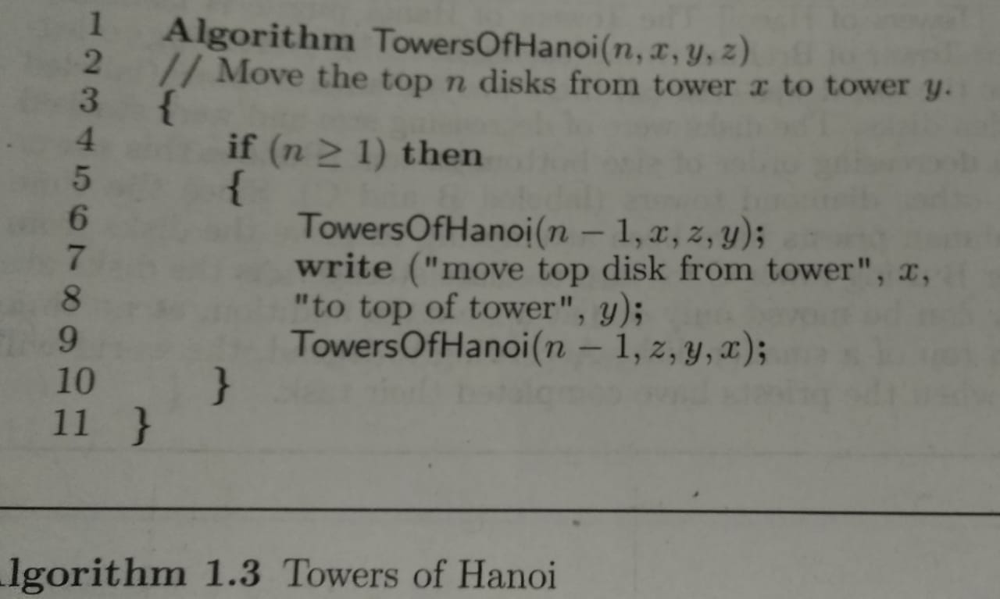 1 Algorithm TowersOfHanoi(n, x, y, z)
2 // Move the top n disks from tower x to tower y.
3 {
4 if (n ≥ 1) then
5 {
6 TowersOfHanoi(n − 1, x, z, y);
7 write ("move top disk from tower", x,
8 "to top of tower", y);
9 TowersOfHanoi(n − 1, z, y, x);
10 }
11 }
lgorithm 1.3 Towers of Hanoi